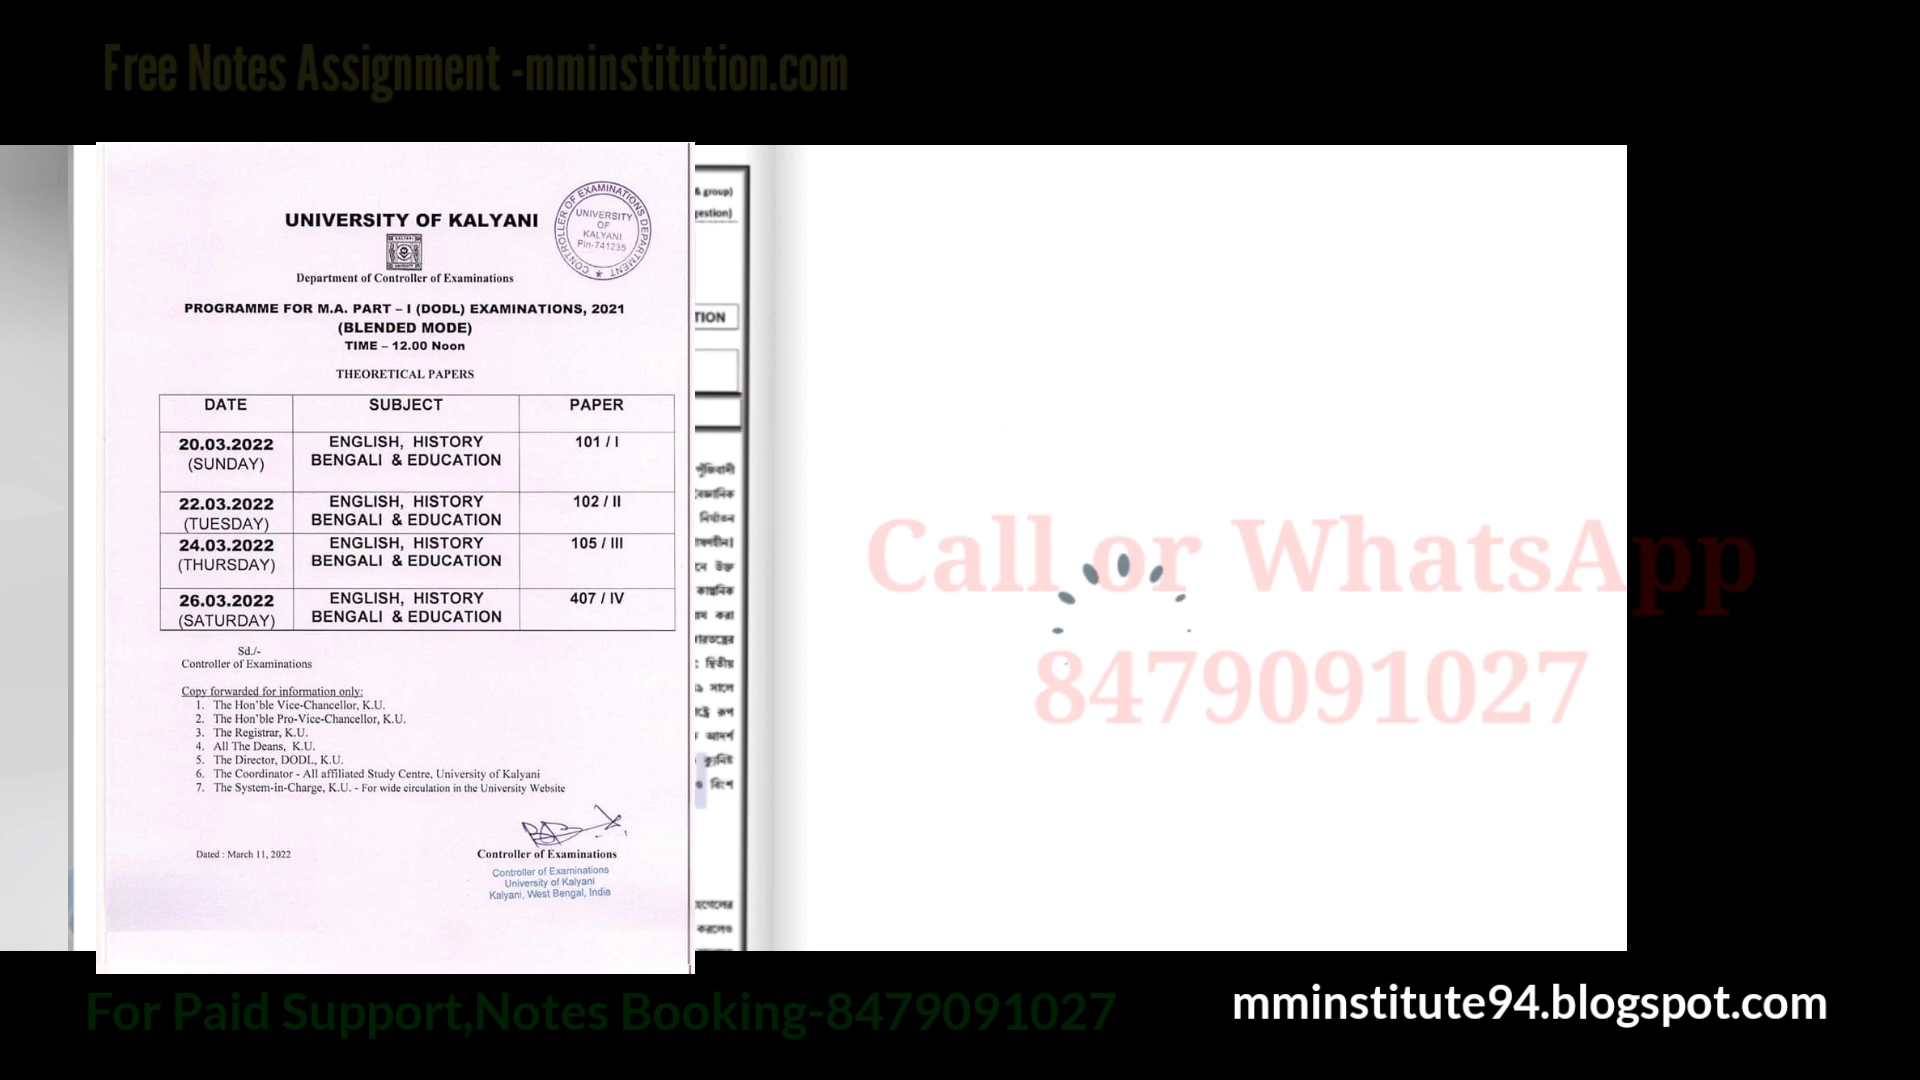 Free Notes Assignment -mminstitution.com
UNIVERSITY OF KALYANI
CONTROLLER OF EXAMINATIONS DEPARTMENT
UNIVERSITY
OF
KALYANI
Pin-741235
Department of Controller of Examinations
PROGRAMME FOR M.A. PART – I (DODL) EXAMINATIONS, 2021
(BLENDED MODE)
TIME – 12.00 Noon
THEORETICAL PAPERS
DATE SUBJECT PAPER
20.03.2022 ENGLISH, HISTORY 101 / I
(SUNDAY) BENGALI & EDUCATION
22.03.2022 ENGLISH, HISTORY 102 / II
(TUESDAY) BENGALI & EDUCATION
24.03.2022 ENGLISH, HISTORY 105 / III
(THURSDAY) BENGALI & EDUCATION
26.03.2022 ENGLISH, HISTORY 407 / IV
(SATURDAY) BENGALI & EDUCATION
Sd./-
Controller of Examinations
Copy forwarded for information only:
1. The Hon'ble Vice-Chancellor, K.U.
2. The Hon'ble Pro-Vice-Chancellor, K.U.
3. The Registrar, K.U.
4. All The Deans, K.U.
5. The Director, DODL, K.U.
6. The Coordinator - All affiliated Study Centre, University of Kalyani
7. The System-in-Charge, K.U. - For wide circulation in the University Website
Dated : March 11, 2022
Controller of Examinations
Controller of Examinations
University of Kalyani
Kalyani, West Bengal, India
& group)
TION
নির্যাতন
উক্ত
কাল্পনিক
করা
দ্বিতীয়
সালে
রূপ
আদর্শ
বিংশ
করলেও
Call or WhatsApp
8479091027
For Paid Support,Notes Booking-8479091027
mminstitute94.blogspot.com